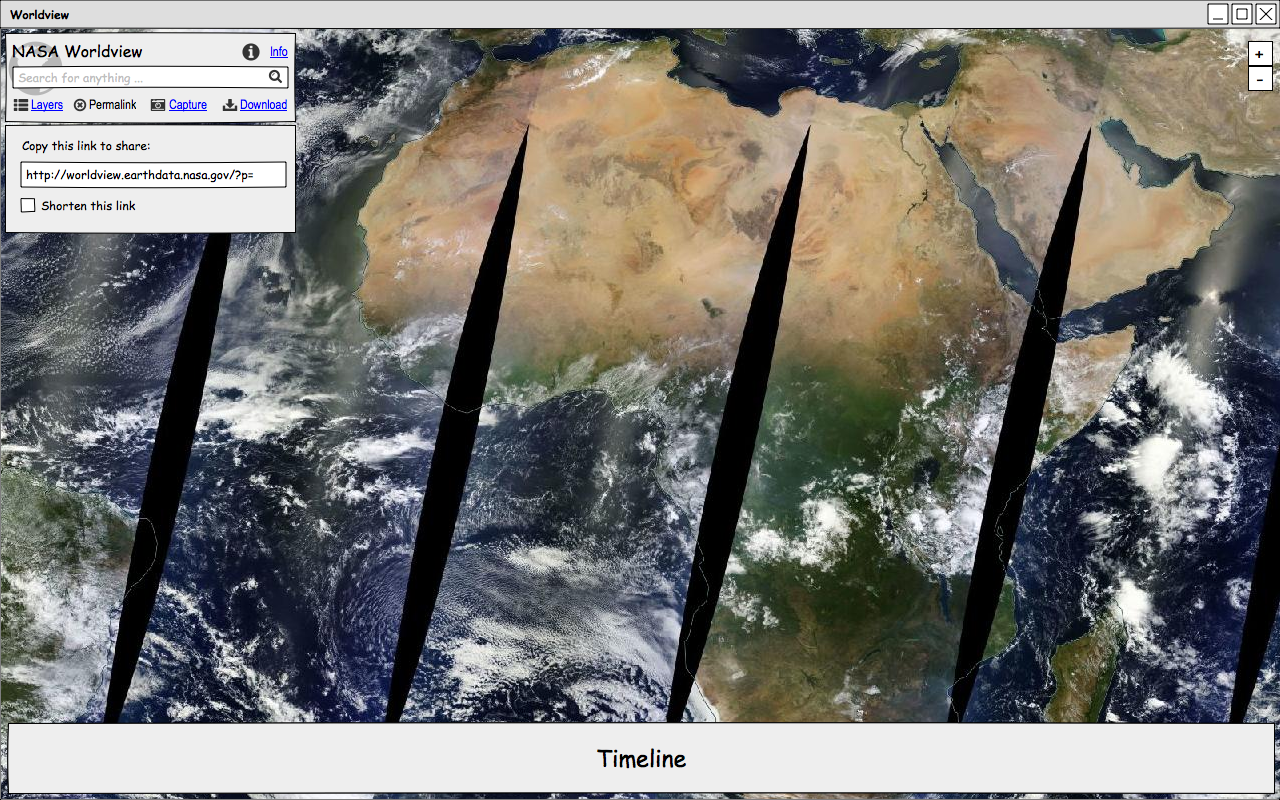 Worldview
NASA Worldview
Info
Search for anything ...
Layers Permalink Capture Download
Copy this link to share:
http://worldview.earthdata.nasa.gov/?p=
Shorten this link
+
-
Timeline